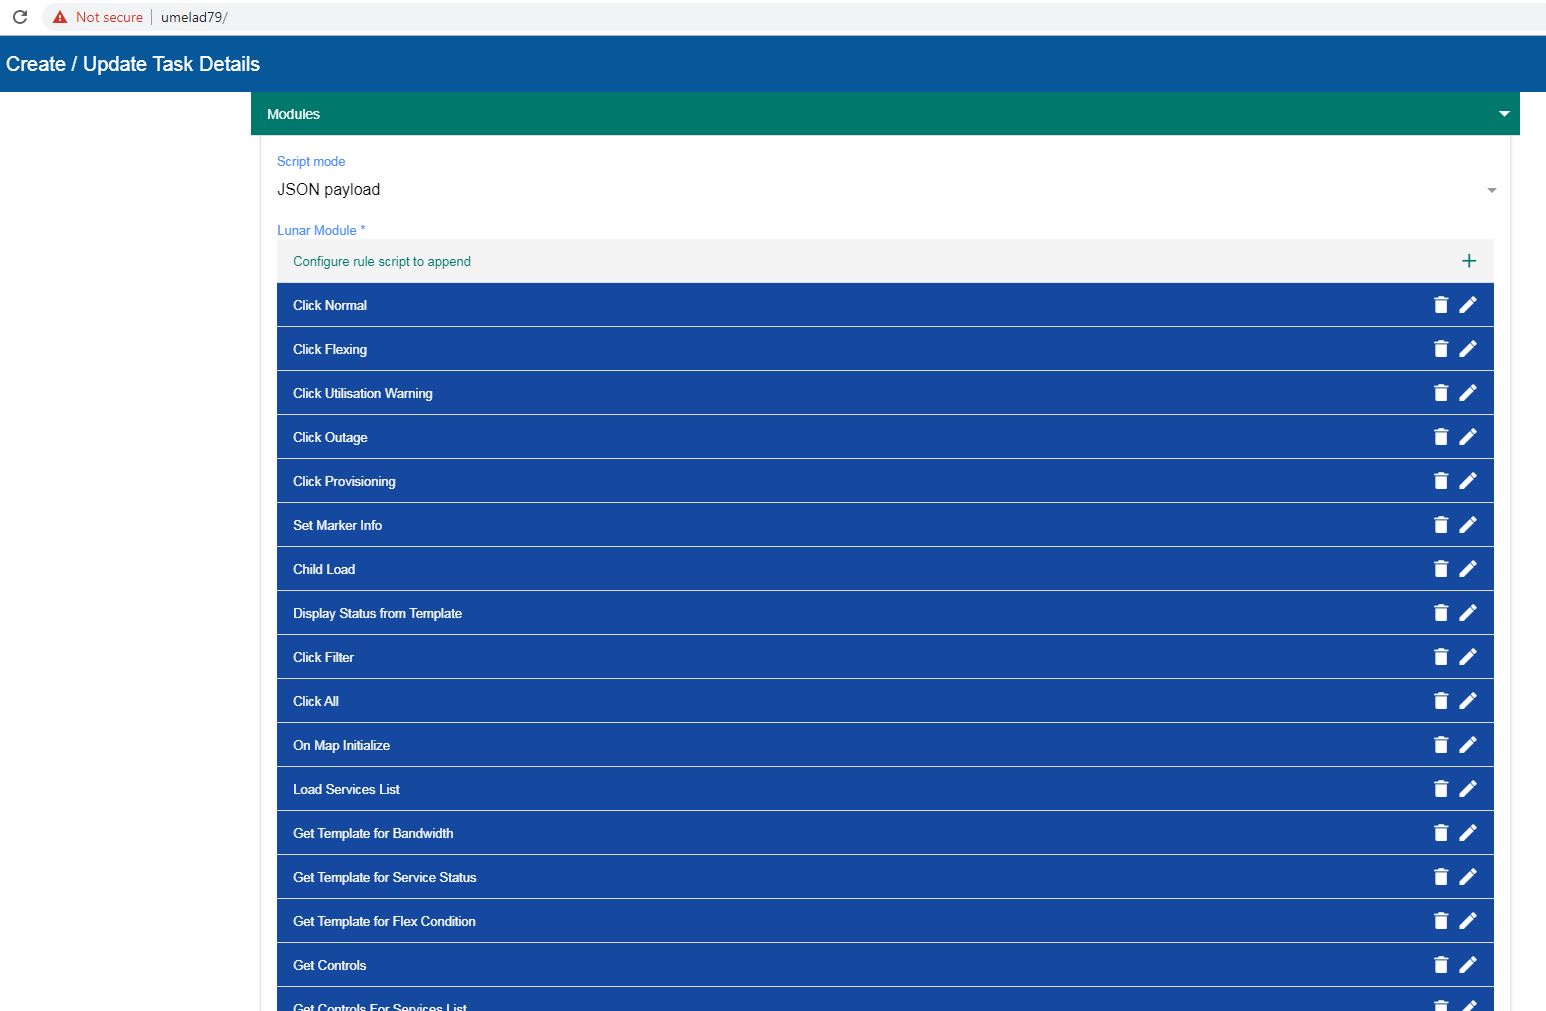 Not secure | umelad79/
Create / Update Task Details
Modules
Script mode
JSON payload
Lunar Module *
Configure rule script to append
Click Normal
Click Flexing
Click Utilisation Warning
Click Outage
Click Provisioning
Set Marker Info
Child Load
Display Status from Template
Click Filter
Click All
On Map Initialize
Load Services List
Get Template for Bandwidth
Get Template for Service Status
Get Template for Flex Condition
Get Controls
Get Controls For Services List